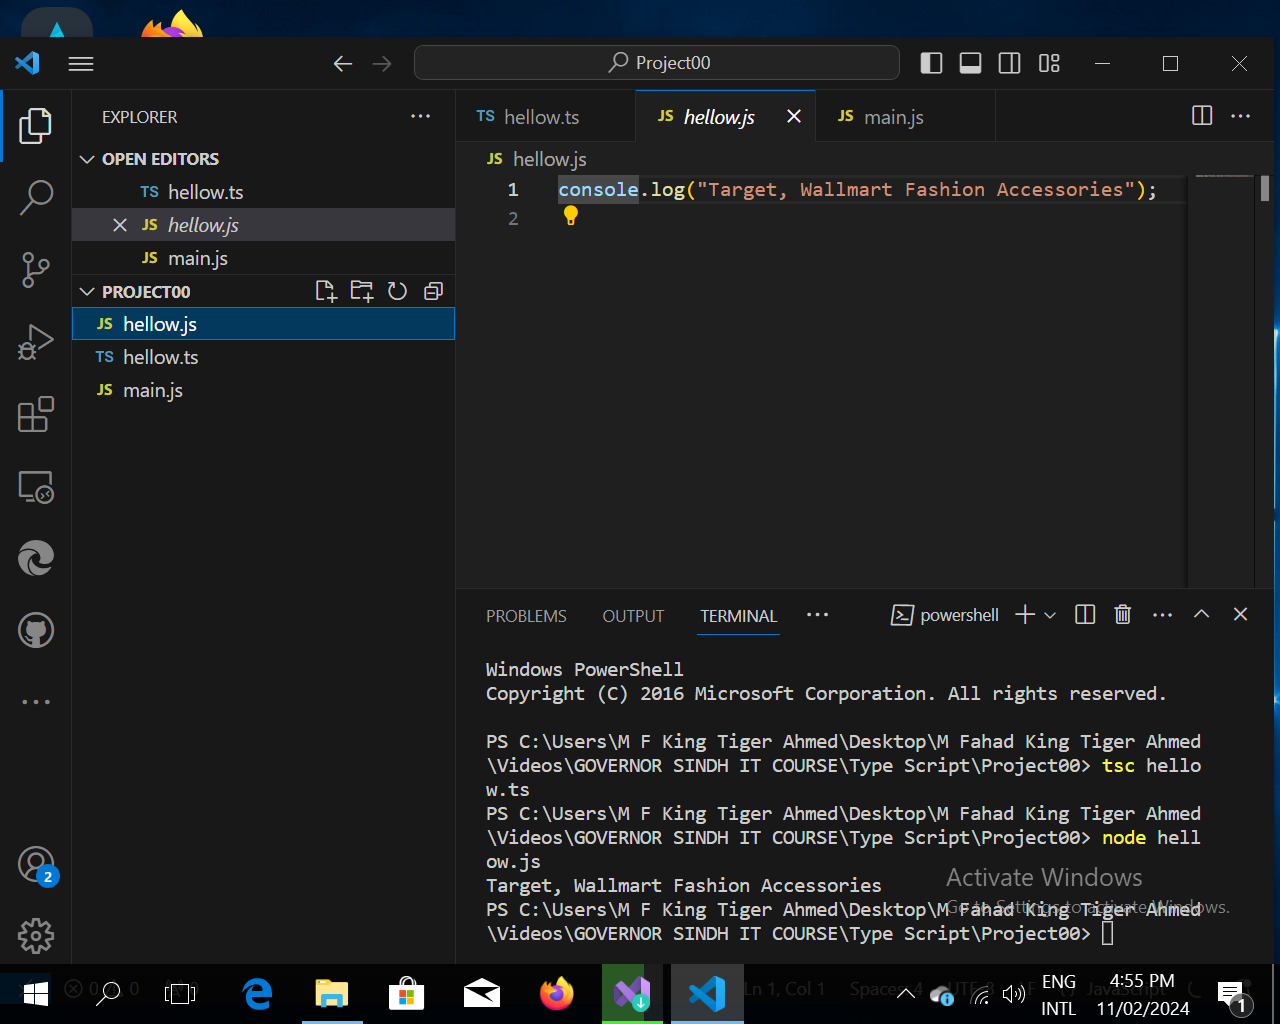 Project00
EXPLORER
OPEN EDITORS
TS hellow.ts
JS hellow.js
JS main.js
PROJECT00
JS hellow.js
TS hellow.ts
JS main.js
2
TS hellow.ts
JS hellow.js
JS main.js
JS hellow.js
1 console.log("Target, Wallmart Fashion Accessories");
2
PROBLEMS OUTPUT TERMINAL powershell
Windows PowerShell
Copyright (C) 2016 Microsoft Corporation. All rights reserved.
PS C:\Users\M F King Tiger Ahmed\Desktop\M Fahad King Tiger Ahmed
\Videos\GOVERNOR SINDH IT COURSE\Type Script\Project00> tsc hello
w.ts
PS C:\Users\M F King Tiger Ahmed\Desktop\M Fahad King Tiger Ahmed
\Videos\GOVERNOR SINDH IT COURSE\Type Script\Project00> node hell
ow.js
Target, Wallmart Fashion Accessories
PS C:\Users\M F King Tiger Ahmed\Desktop\M Fahad King Tiger Ahmed
\Videos\GOVERNOR SINDH IT COURSE\Type Script\Project00>
Activate Windows
Go to Settings to activate Windows.
Ln 1, Col 1
ENG
INTL
4:55 PM
11/02/2024
1